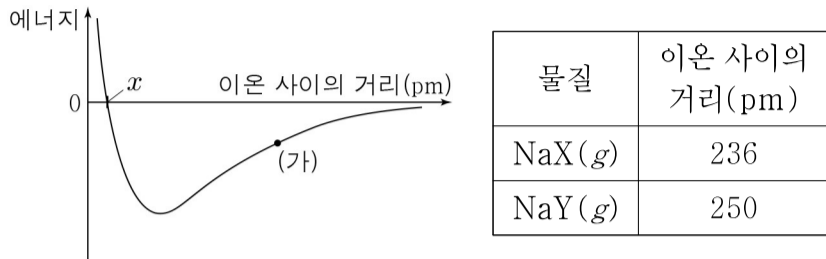 에너지
x
이온 사이의 거리(pm)
0
(가)
물질
이온 사이의
거리(pm)
NaX(g)
236
NaY(g)
250